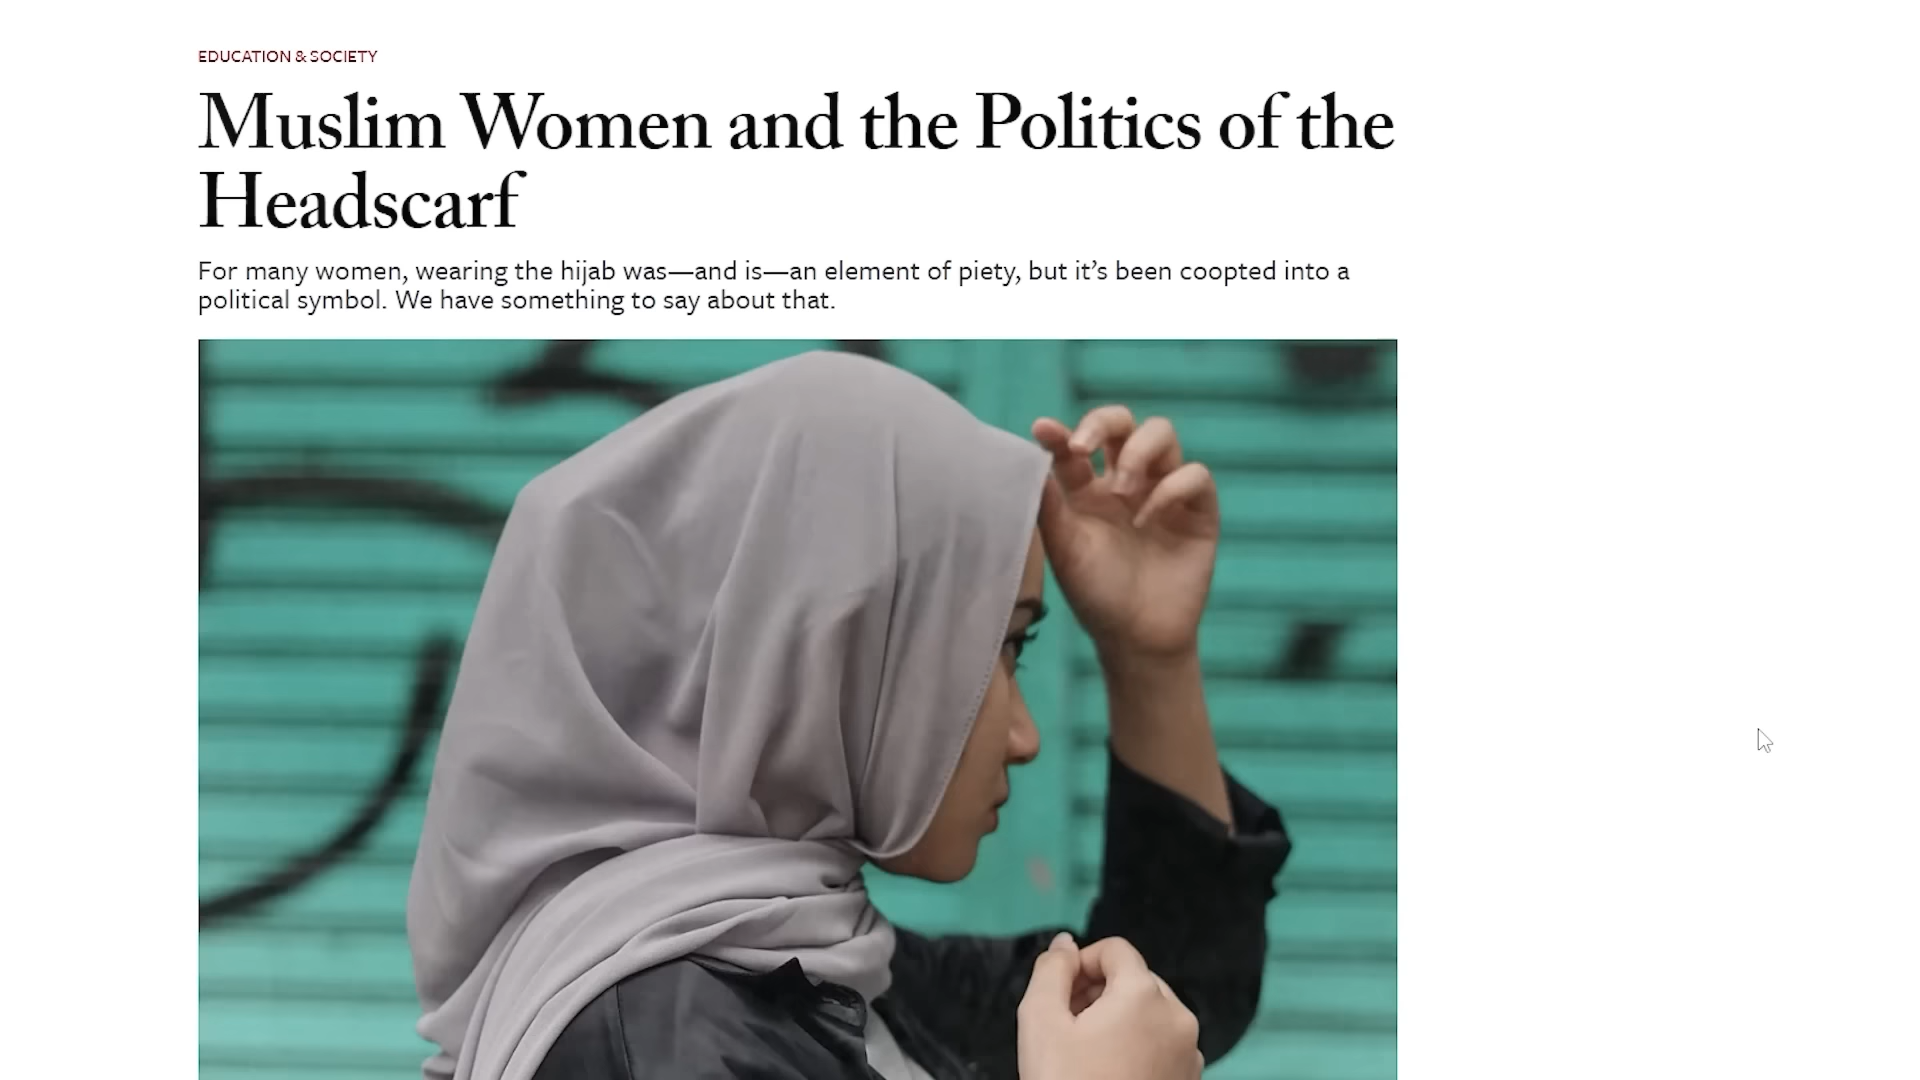 EDUCATION & SOCIETY
Muslim Women and the Politics of the
Headscarf
For many women, wearing the hijab was—and is—an element of piety, but it’s been coopted into a
political symbol. We have something to say about that.